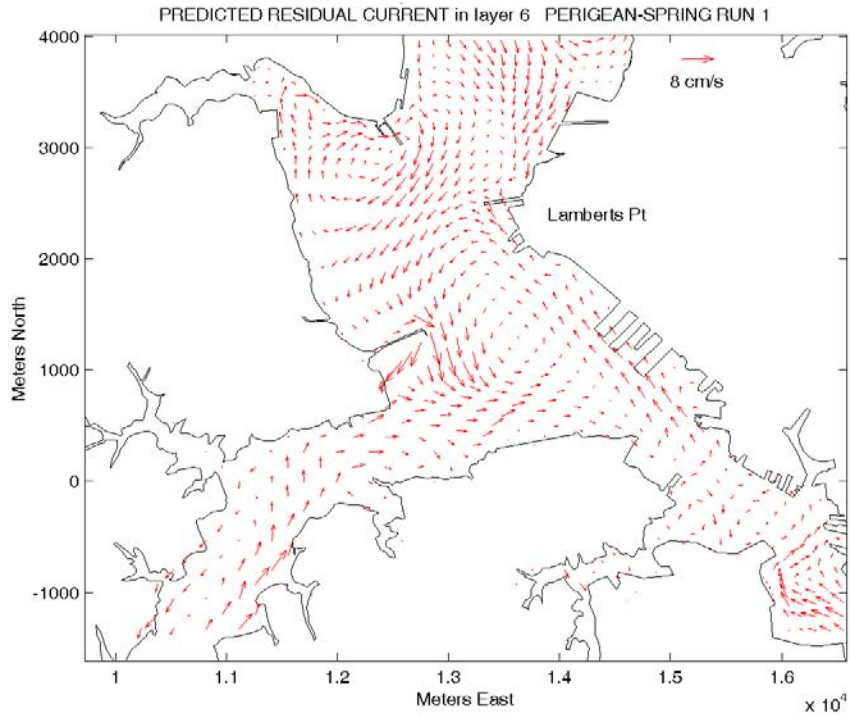 PREDICTED RESIDUAL CURRENT in layer 6 PERIGEAN-SPRING RUN 1
4000
8 cm/s
3000
Lamberts Pt
2000
Meters North
1000
0
-1000
1 1.1 1.2 1.3 1.4 1.5 1.6
Meters East
x 10^4